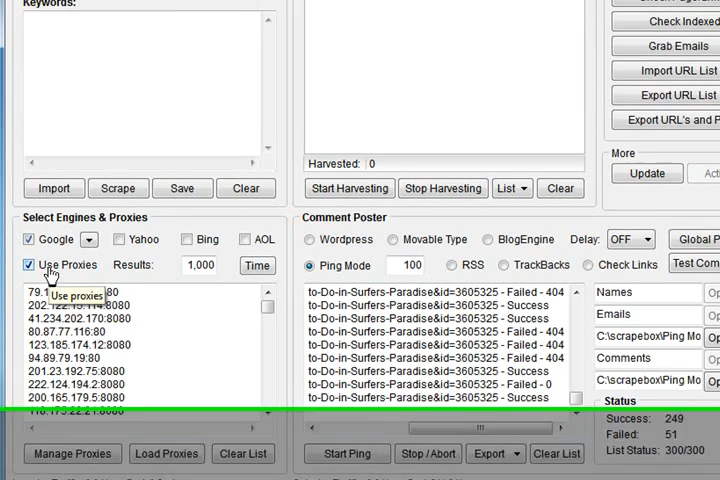 Keywords:
Check Indexed
Grab Emails
Import URL List
Export URL List
Export URL's and P
More
Update
Acti
Harvested: 0
Import
Scrape
Save
Clear
Start Harvesting
Stop Harvesting
List
Clear
Select Engines & Proxies
Google
Yahoo
Bing
AOL
Use Proxies
Results: 1,000
Time
Use proxies
202.122.15.114:8080
41.234.202.170:8080
80.87.77.116:80
123.185.174.12:8080
94.89.79.19:80
201.23.192.75:8080
222.124.194.2:8080
200.165.179.5:8080
Manage Proxies
Load Proxies
Clear List
Comment Poster
Wordpress
Movable Type
BlogEngine
Delay: OFF
Global P
Ping Mode
100
RSS
TrackBacks
Check Links
Test Com
to-Do-in-Surfers-Paradise&id=3605325 - Failed - 404
to-Do-in-Surfers-Paradise&id=3605325 - Success
to-Do-in-Surfers-Paradise&id=3605325 - Success
to-Do-in-Surfers-Paradise&id=3605325 - Failed - 404
to-Do-in-Surfers-Paradise&id=3605325 - Failed - 404
to-Do-in-Surfers-Paradise&id=3605325 - Failed - 404
to-Do-in-Surfers-Paradise&id=3605325 - Success
to-Do-in-Surfers-Paradise&id=3605325 - Failed - 0
to-Do-in-Surfers-Paradise&id=3605325 - Success
Names
Emails
C:\scrapebox\Ping Mo
Comments
C:\scrapebox\Ping Mo
Start Ping
Stop / Abort
Export
Clear List
Status
Success: 249
Failed: 51
List Status: 300/300